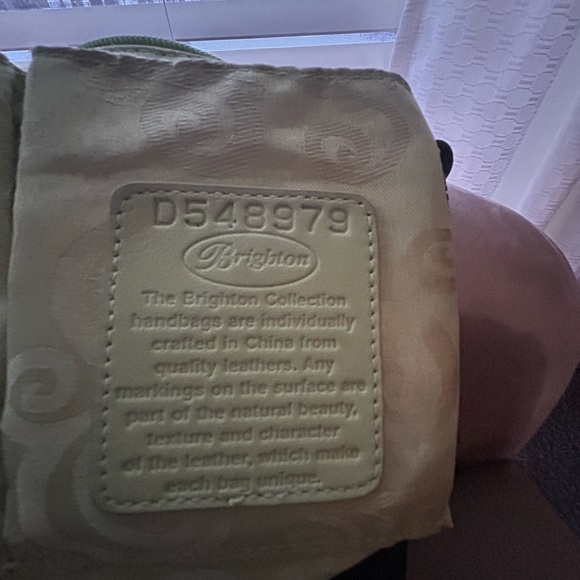 D548979
Brighton
The Brighton Collection
handbags are individually
crafted in China from
quality leathers. Any
markings on the surface are
part of the natural beauty,
texture and character
of the leather, which make
each bag unique.